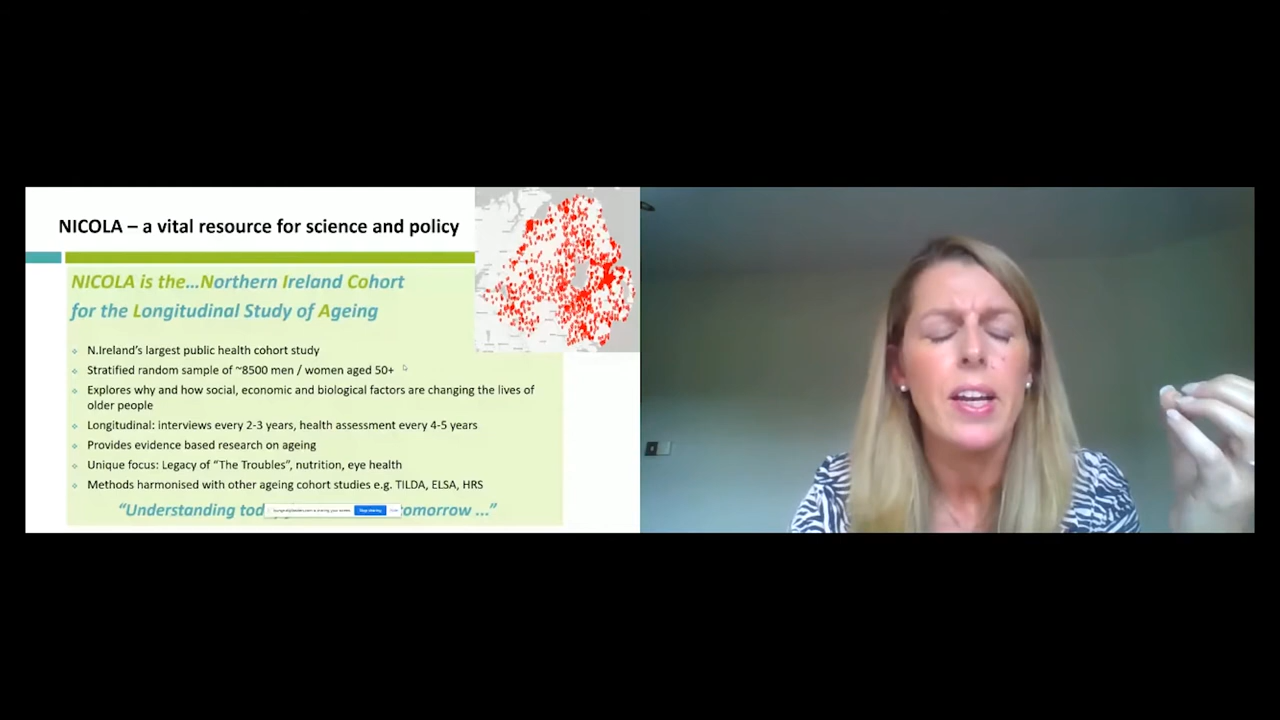 NICOLA – a vital resource for science and policy
NICOLA is the...Northern Ireland Cohort
for the Longitudinal Study of Ageing
N.Ireland's largest public health cohort study
Stratified random sample of ~8500 men / women aged 50+
Explores why and how social, economic and biological factors are changing the lives of
older people
Longitudinal: interviews every 2-3 years, health assessment every 4-5 years
Provides evidence based research on ageing
Unique focus: Legacy of "The Troubles", nutrition, eye health
Methods harmonised with other ageing cohort studies e.g. TILDA, ELSA, HRS
"Understanding
Stop sharing
...”